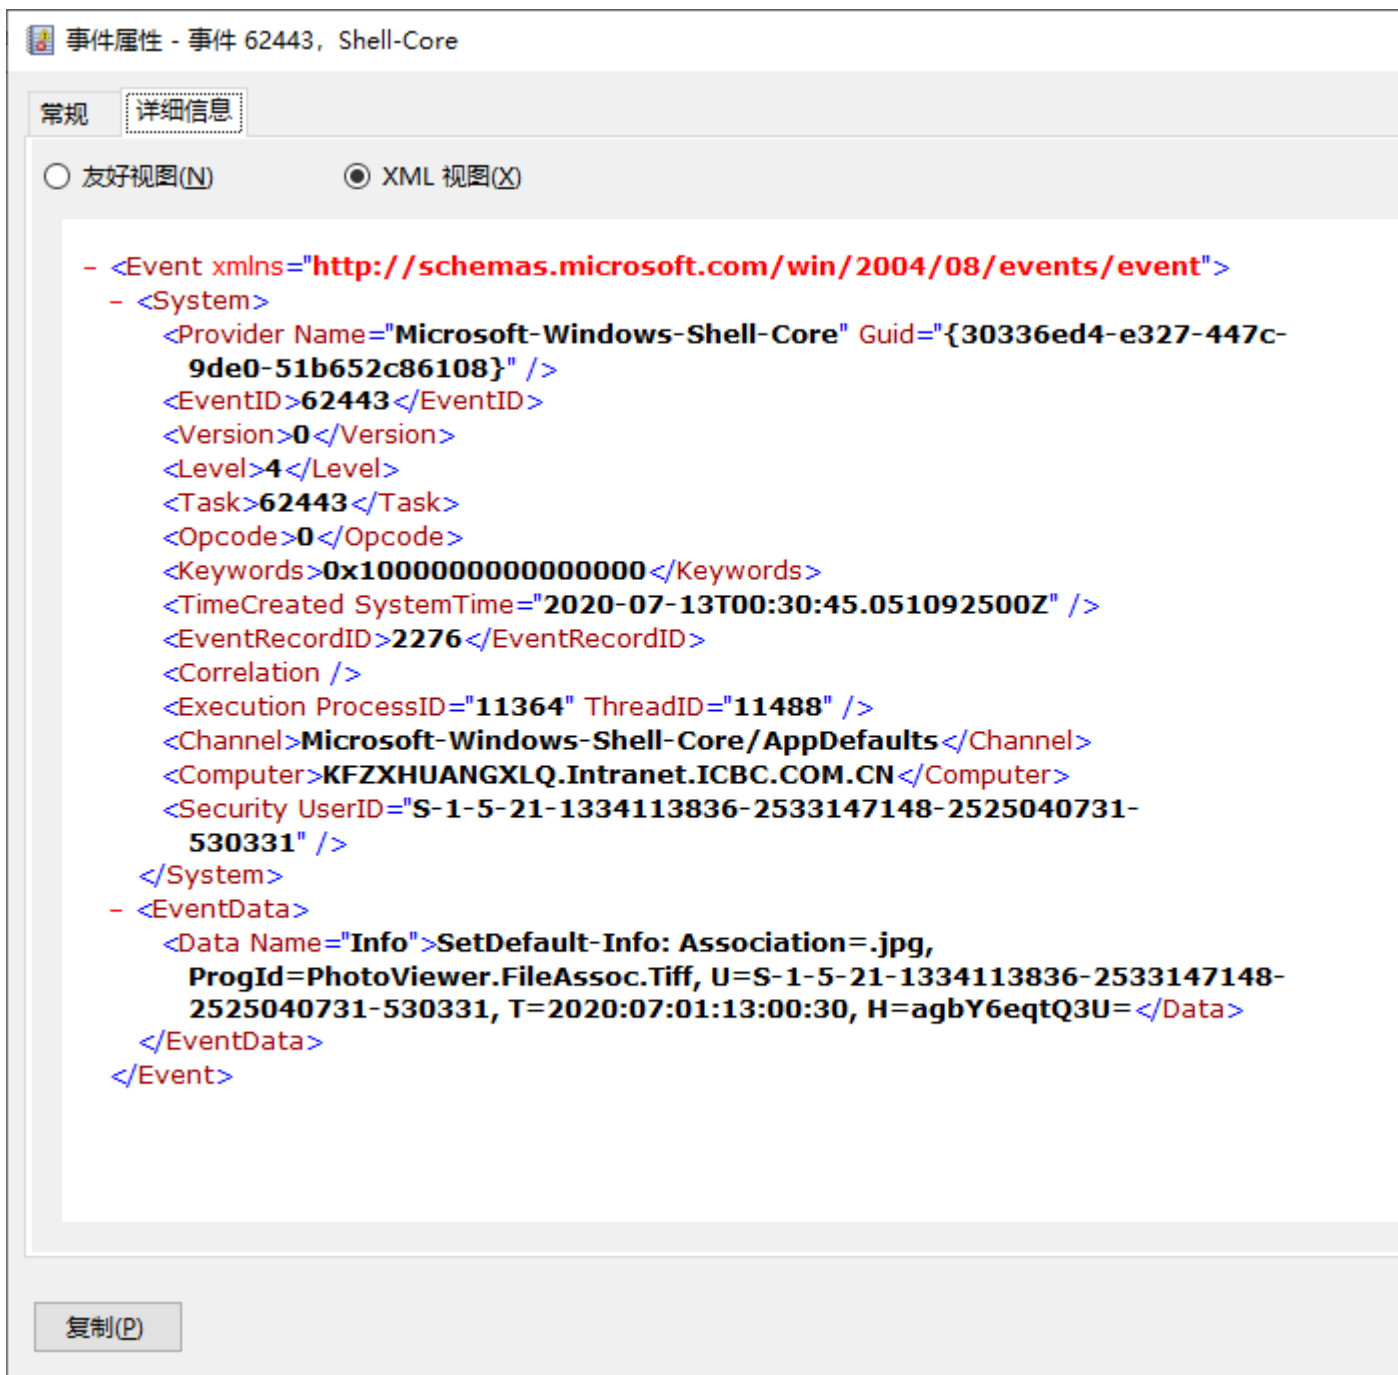 事件属性 - 事件 62443，Shell-Core
常规 详细信息
友好视图(N) XML 视图(X)
- <Event xmlns="http://schemas.microsoft.com/win/2004/08/events/event">
- <System>
<Provider Name="Microsoft-Windows-Shell-Core" Guid="{30336ed4-e327-447c-
9de0-51b652c86108}" />
<EventID>62443</EventID>
<Version>0</Version>
<Level>4</Level>
<Task>62443</Task>
<Opcode>0</Opcode>
<Keywords>0x1000000000000000</Keywords>
<TimeCreated SystemTime="2020-07-13T00:30:45.051092500Z" />
<EventRecordID>2276</EventRecordID>
<Correlation />
<Execution ProcessID="11364" ThreadID="11488" />
<Channel>Microsoft-Windows-Shell-Core/AppDefaults</Channel>
<Computer>KFZXHUANGXLQ.Intranet.ICBC.COM.CN</Computer>
<Security UserID="S-1-5-21-1334113836-2533147148-2525040731-
530331" />
</System>
- <EventData>
<Data Name="Info">SetDefault-Info: Association=.jpg,
ProgId=PhotoViewer.FileAssoc.Tiff, U=S-1-5-21-1334113836-2533147148-
2525040731-530331, T=2020:07:01:13:00:30, H=agbY6eqtQ3U=</Data>
</EventData>
</Event>
复制(P)